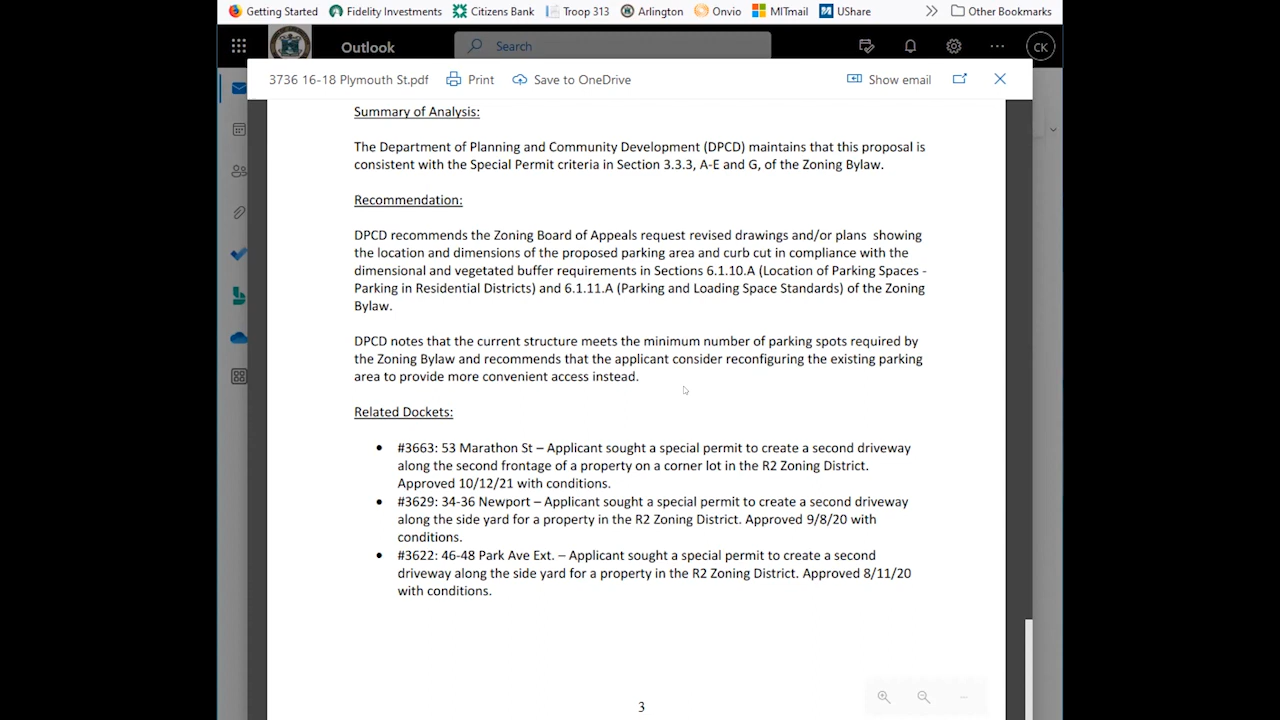 Getting Started Fidelity Investments Citizens Bank Troop 313 Arlington Onvio MITmail UShare Other Bookmarks
Outlook Search CK
3736 16-18 Plymouth St.pdf Print Save to OneDrive Show email
Summary of Analysis:
The Department of Planning and Community Development (DPCD) maintains that this proposal is
consistent with the Special Permit criteria in Section 3.3.3, A-E and G, of the Zoning Bylaw.
Recommendation:
DPCD recommends the Zoning Board of Appeals request revised drawings and/or plans showing
the location and dimensions of the proposed parking area and curb cut in compliance with the
dimensional and vegetated buffer requirements in Sections 6.1.10.A (Location of Parking Spaces -
Parking in Residential Districts) and 6.1.11.A (Parking and Loading Space Standards) of the Zoning
Bylaw.
DPCD notes that the current structure meets the minimum number of parking spots required by
the Zoning Bylaw and recommends that the applicant consider reconfiguring the existing parking
area to provide more convenient access instead.
Related Dockets:
• #3663: 53 Marathon St – Applicant sought a special permit to create a second driveway
along the second frontage of a property on a corner lot in the R2 Zoning District.
Approved 10/12/21 with conditions.
• #3629: 34-36 Newport – Applicant sought a special permit to create a second driveway
along the side yard for a property in the R2 Zoning District. Approved 9/8/20 with
conditions.
• #3622: 46-48 Park Ave Ext. – Applicant sought a special permit to create a second
driveway along the side yard for a property in the R2 Zoning District. Approved 8/11/20
with conditions.
3